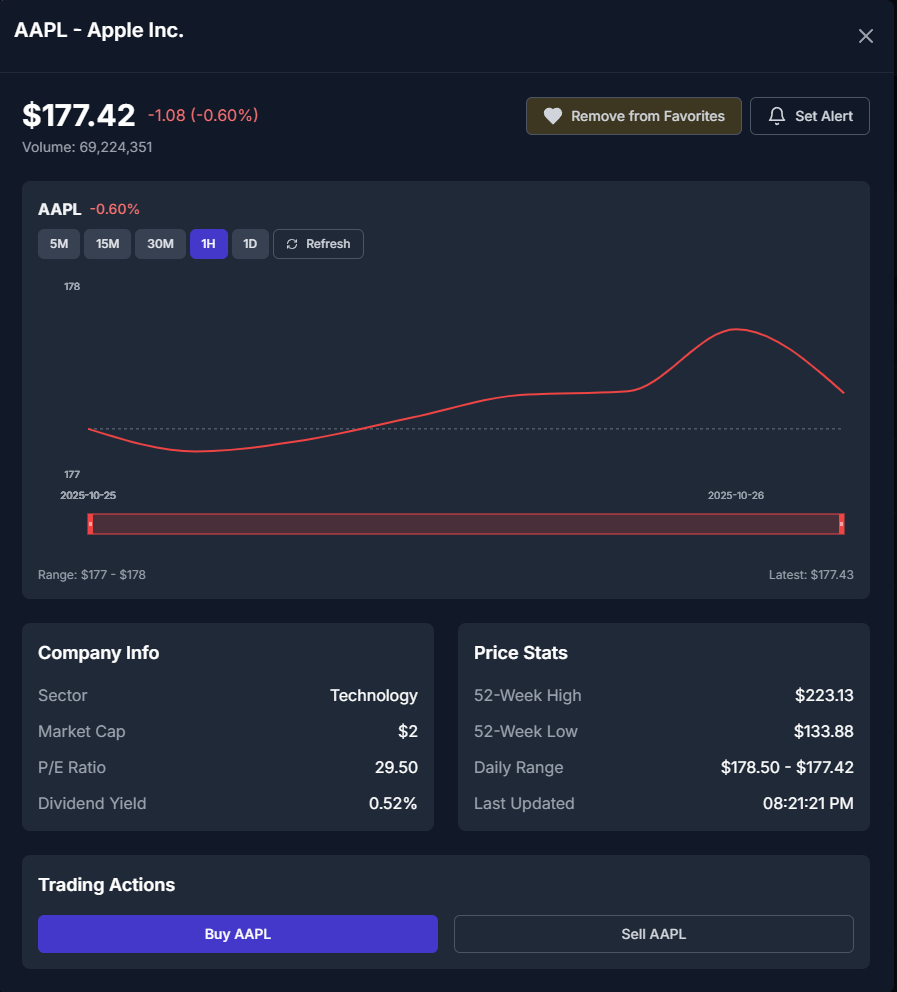 AAPL - Apple Inc.
$177.42 -1.08 (-0.60%)
Remove from Favorites
Set Alert
Volume: 69,224,351
AAPL -0.60%
5M 15M 30M 1H 1D Refresh
178
177
2025-10-25 2025-10-26
Range: $177 - $178 Latest: $177.43
Company Info
Sector Technology
Market Cap $2
P/E Ratio 29.50
Dividend Yield 0.52%
Price Stats
52-Week High $223.13
52-Week Low $133.88
Daily Range $178.50 - $177.42
Last Updated 08:21:21 PM
Trading Actions
Buy AAPL Sell AAPL